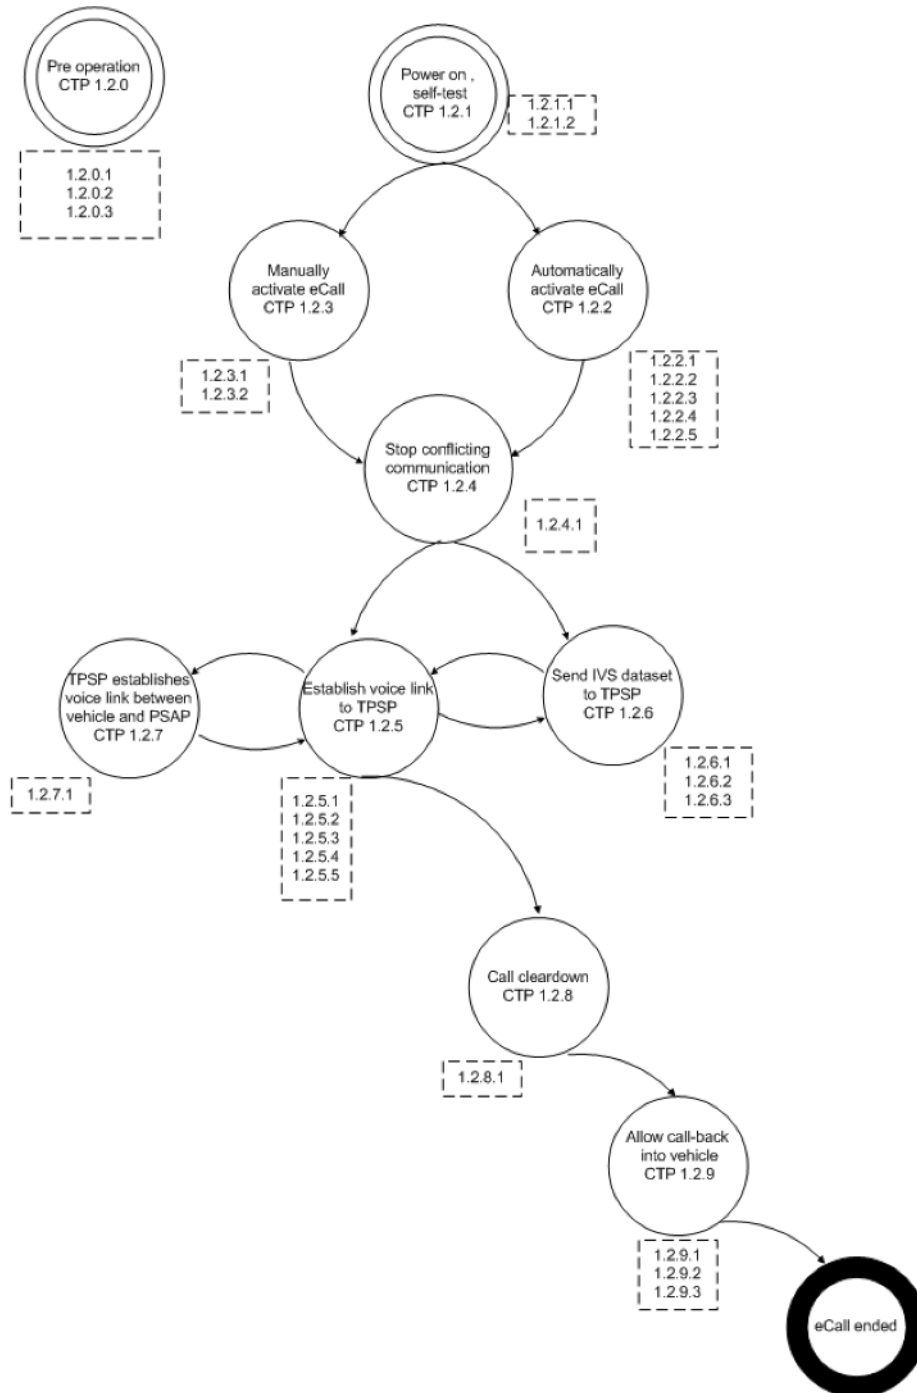 Pre operation
CTP 1.2.0
1.2.0.1
1.2.0.2
1.2.0.3
Power on ,
self-test
CTP 1.2.1
1.2.1.1
1.2.1.2
Manually
activate eCall
CTP 1.2.3
1.2.3.1
1.2.3.2
Automatically
activate eCall
CTP 1.2.2
1.2.2.1
1.2.2.2
1.2.2.3
1.2.2.4
1.2.2.5
Stop conflicting
communication
CTP 1.2.4
1.2.4.1
TPSP establishes
voice link between
vehicle and PSAP
CTP 1.2.7
1.2.7.1
Establish voice link
to TPSP
CTP 1.2.5
1.2.5.1
1.2.5.2
1.2.5.3
1.2.5.4
1.2.5.5
Send IVS dataset
to TPSP
CTP 1.2.6
1.2.6.1
1.2.6.2
1.2.6.3
Call cleardown
CTP 1.2.8
1.2.8.1
Allow call-back
into vehicle
CTP 1.2.9
1.2.9.1
1.2.9.2
1.2.9.3
eCall ended